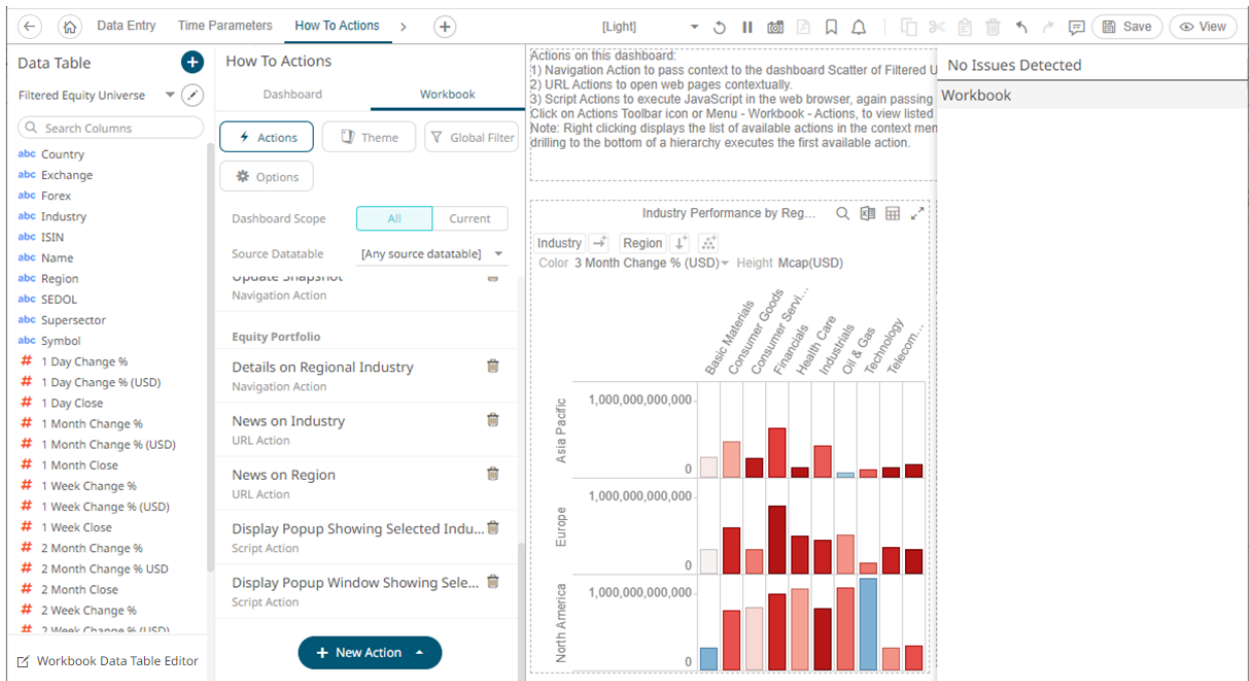 Data Entry
Time Parameters
How To Actions
[Light]
Save
View
Data Table
Filtered Equity Universe
Search Columns
abc Country
abc Exchange
abc Forex
abc Industry
abc ISIN
abc Name
abc Region
abc SEDOL
abc Supersector
abc Symbol
# 1 Day Change %
# 1 Day Change % (USD)
# 1 Day Close
# 1 Month Change %
# 1 Month Change % (USD)
# 1 Month Close
# 1 Week Change %
# 1 Week Change % (USD)
# 1 Week Close
# 2 Month Change %
# 2 Month Change % USD
# 2 Month Close
# 2 Week Change %
# 2 Week Change % (USD)
Workbook Data Table Editor
How To Actions
Dashboard
Workbook
Actions
Theme
Global Filter
Options
Dashboard Scope
All
Current
Source Datatable
[Any source datatable]
Update Snapshot
Navigation Action
Equity Portfolio
Details on Regional Industry
Navigation Action
News on Industry
URL Action
News on Region
URL Action
Display Popup Showing Selected Indu...
Script Action
Display Popup Window Showing Sele...
Script Action
+ New Action
Actions on this dashboard:
1) Navigation Action to pass context to the dashboard Scatter of Filtered U
2) URL Actions to open web pages contextually.
3) Script Actions to execute JavaScript in the web browser, again passing
Click on Actions Toolbar icon or Menu - Workbook - Actions, to view listed
Note: Right clicking displays the list of available actions in the context men
drilling to the bottom of a hierarchy executes the first available action.
Industry Performance by Reg...
Industry
Region
Color 3 Month Change % (USD) Height Mcap(USD)
Basic Materials
Consumer Goods
Consumer Servi...
Financials
Health Care
Industrials
Oil & Gas
Technology
Telecom...
Asia Pacific
1,000,000,000,000
0
Europe
1,000,000,000,000
0
North America
1,000,000,000,000
0
No Issues Detected
Workbook